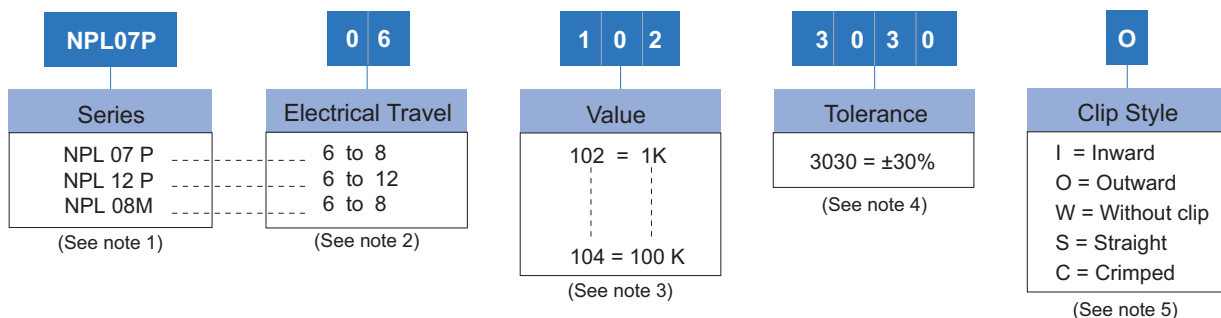 NPL07P 0 6 1 0 2 3 0 3 0 O
Series Electrical Travel Value Tolerance Clip Style
NPL 07 P 6 to 8
NPL 12 P 6 to 12
NPL 08M 6 to 8
(See note 1) (See note 2)
102 = 1K
104 = 100 K
(See note 3)
3030 = ±30%
(See note 4)
I = Inward
O = Outward
W = Without clip
S = Straight
C = Crimped
(See note 5)